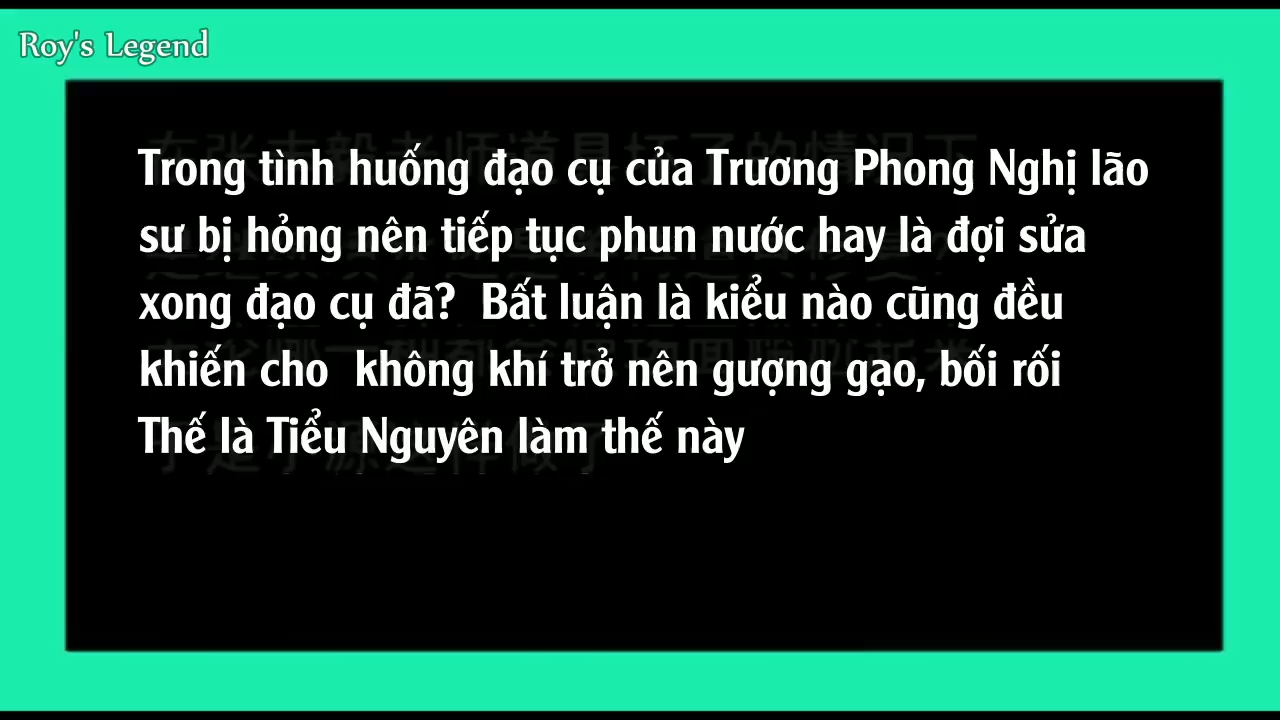 Roy's Legend
Trong tình huống đạo cụ của Trương Phong Nghị lão
sư bị hỏng nên tiếp tục phun nước hay là đợi sửa
xong đạo cụ đã? Bất luận là kiểu nào cũng đều
khiến cho không khí trở nên gượng gạo, bối rối
Thế là Tiểu Nguyên làm thế này